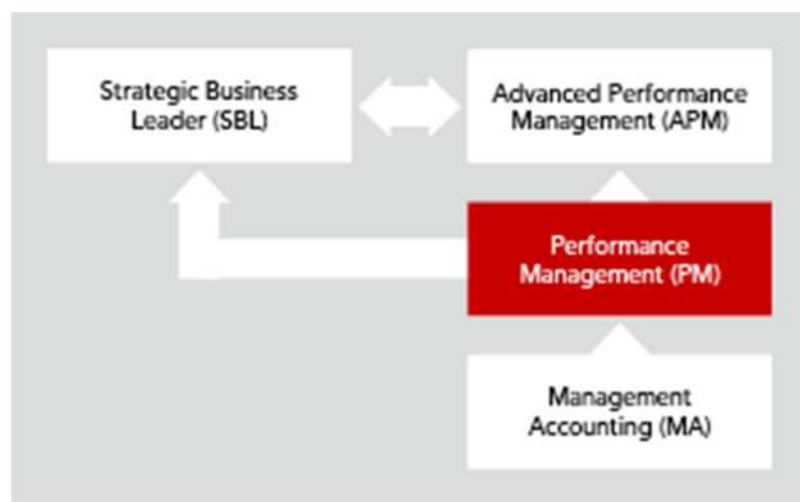 Strategic Business
Leader (SBL)
Advanced Performance
Management (APM)
Performance
Management (PM)
Management
Accounting (MA)